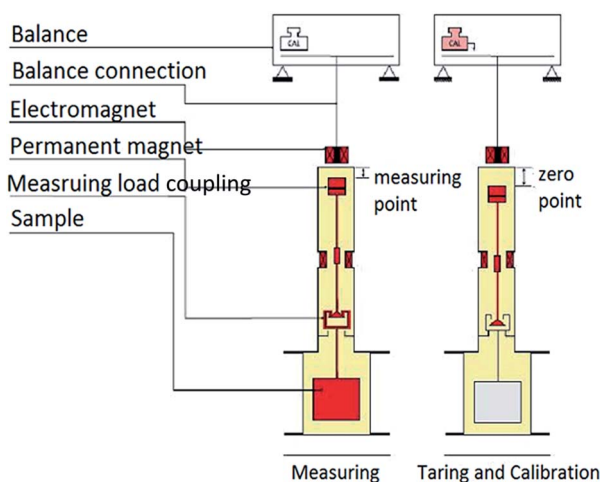 Balance
CAL
CAL
Balance connection
Electromagnet
Permanent magnet
Measruing load coupling
measuring
point
zero
point
Sample
Measuring
Taring and Calibration